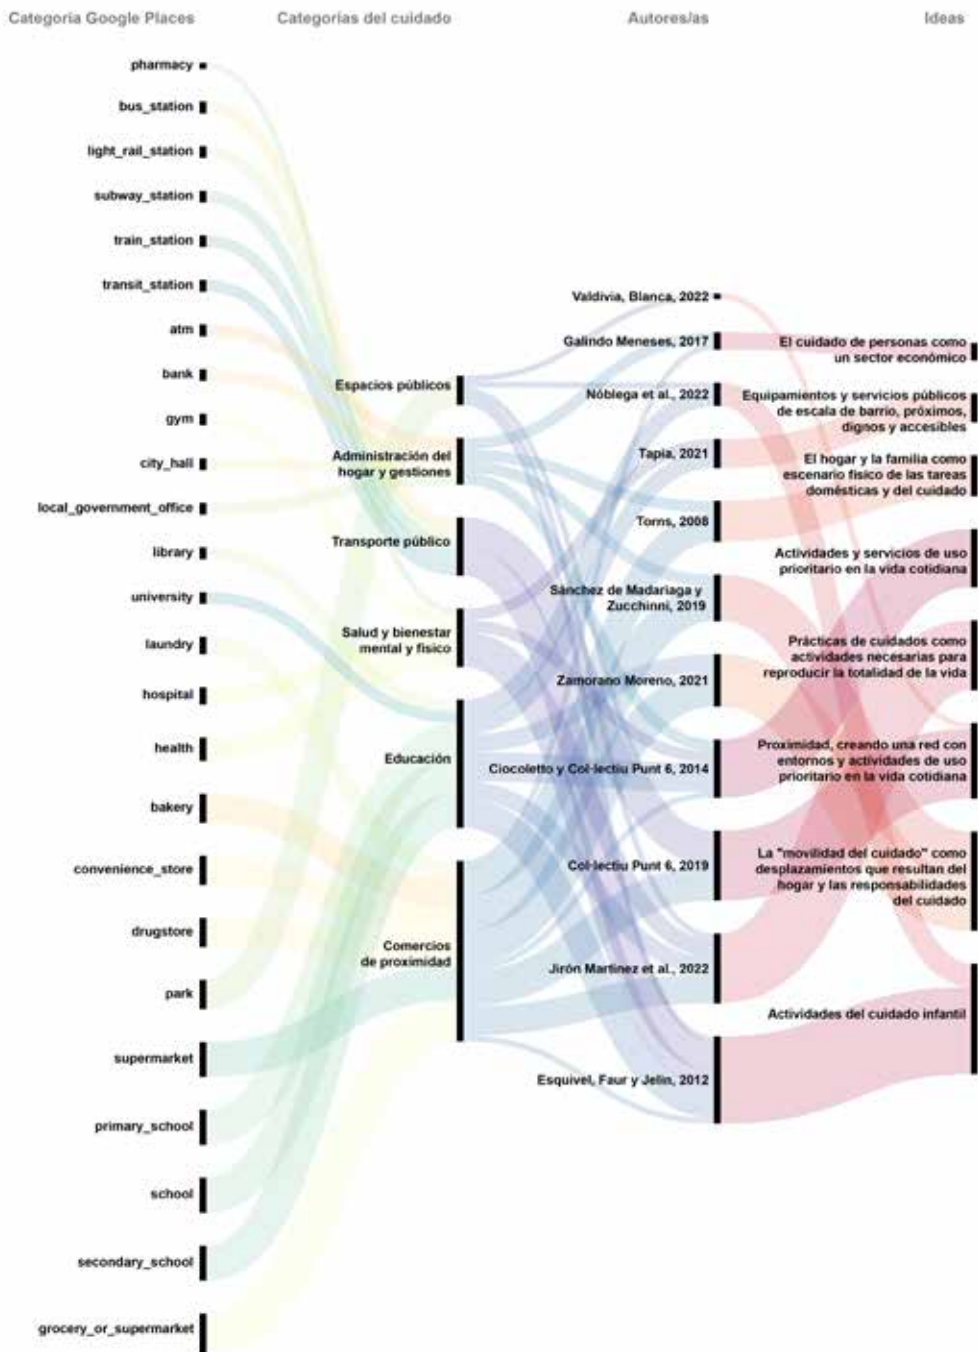 Categoría Google Places
Categorías del cuidado
Autores/as
Ideas
pharmacy
bus_station
light_rail_station
subway_station
train_station
transit_station
atm
bank
gym
city_hall
local_government_office
library
university
laundry
hospital
health
bakery
convenience_store
drugstore
park
supermarket
primary_school
school
secondary_school
grocery_or_supermarket
Espacios públicos
Administración del
hogar y gestiones
Transporte público
Salud y bienestar
mental y físico
Educación
Comercios
de proximidad
Valdivia, Blanca, 2022
Galindo Meneses, 2017
Nóblega et al., 2022
Tapia, 2021
Torns, 2008
Sánchez de Madariaga y
Zucchinni, 2019
Zamorano Moreno, 2021
Ciocoletto y Col·lectiu Punt 6, 2014
Col·lectiu Punt 6, 2019
Jirón Martínez et al., 2022
Esquivel, Faur y Jelin, 2012
El cuidado de personas como
un sector económico
Equipamientos y servicios públicos
de escala de barrio, próximos,
dignos y accesibles
El hogar y la familia como
escenario físico de las tareas
domésticas y del cuidado
Actividades y servicios de uso
prioritario en la vida cotidiana
Prácticas de cuidados como
actividades necesarias para
reproducir la totalidad de la vida
Proximidad, creando una red con
entornos y actividades de uso
prioritario en la vida cotidiana
La "movilidad del cuidado" como
desplazamientos que resultan del
hogar y las responsabilidades
del cuidado
Actividades del cuidado infantil